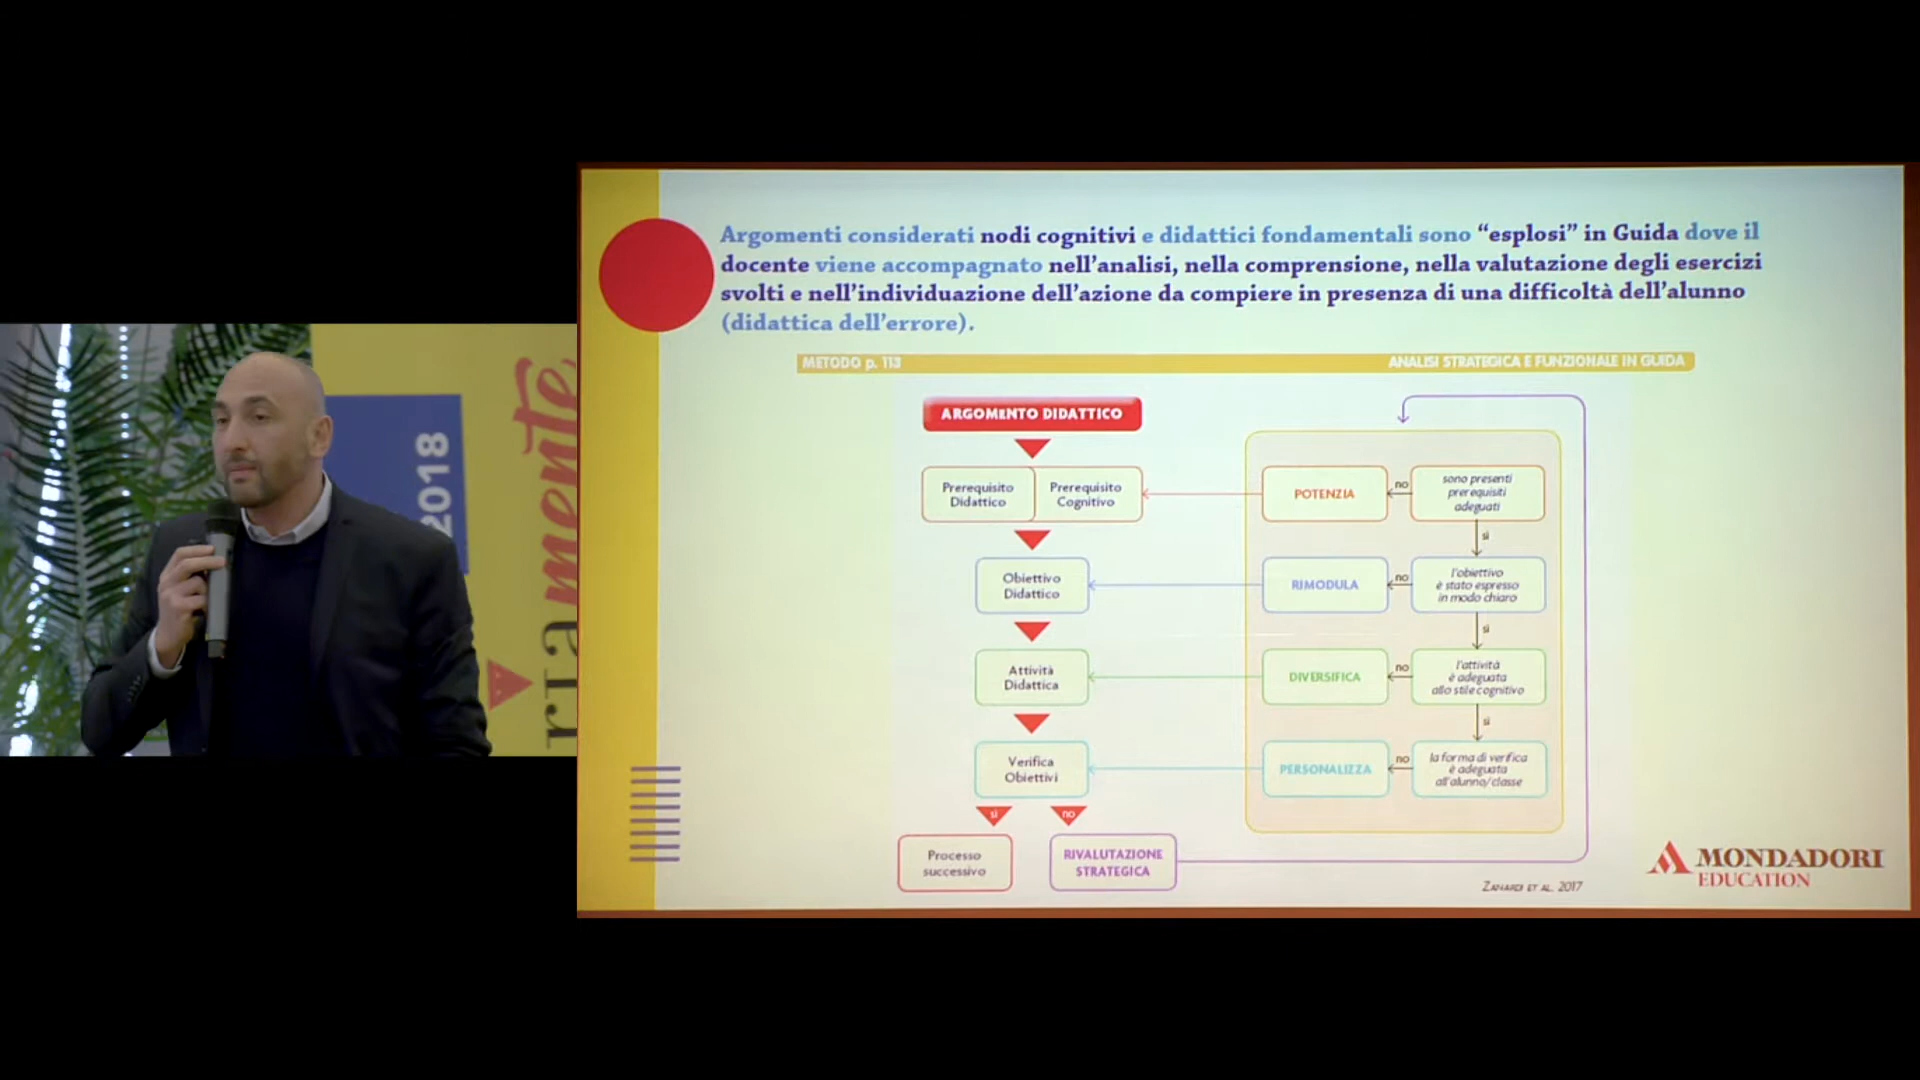 2018
riamente
Argomenti considerati nodi cognitivi e didattici fondamentali sono “esplosi” in Guida dove il
docente viene accompagnato nell’analisi, nella comprensione, nella valutazione degli esercizi
svolti e nell’individuazione dell’azione da compiere in presenza di una difficoltà dell’alunno
(didattica dell’errore).
METODO p. 113
ANALISI STRATEGICA E FUNZIONALE IN GUIDA
ARGOMENTO DIDATTICO
Prerequisito
Didattico
Prerequisito
Cognitivo
POTENZIA
no
sono presenti
prerequisiti
adeguati
sì
Obiettivo
Didattico
RIMODULA
no
l’obiettivo
è stato espresso
in modo chiaro
sì
Attività
Didattica
DIVERSIFICA
no
l’attività
è adeguata
allo stile cognitivo
sì
Verifica
Obiettivi
PERSONALIZZA
no
la forma di verifica
è adeguata
all’alunno/classe
sì
no
Processo
successivo
RIVALUTAZIONE
STRATEGICA
ZANARDI ET AL. 2017
MONDADORI
EDUCATION